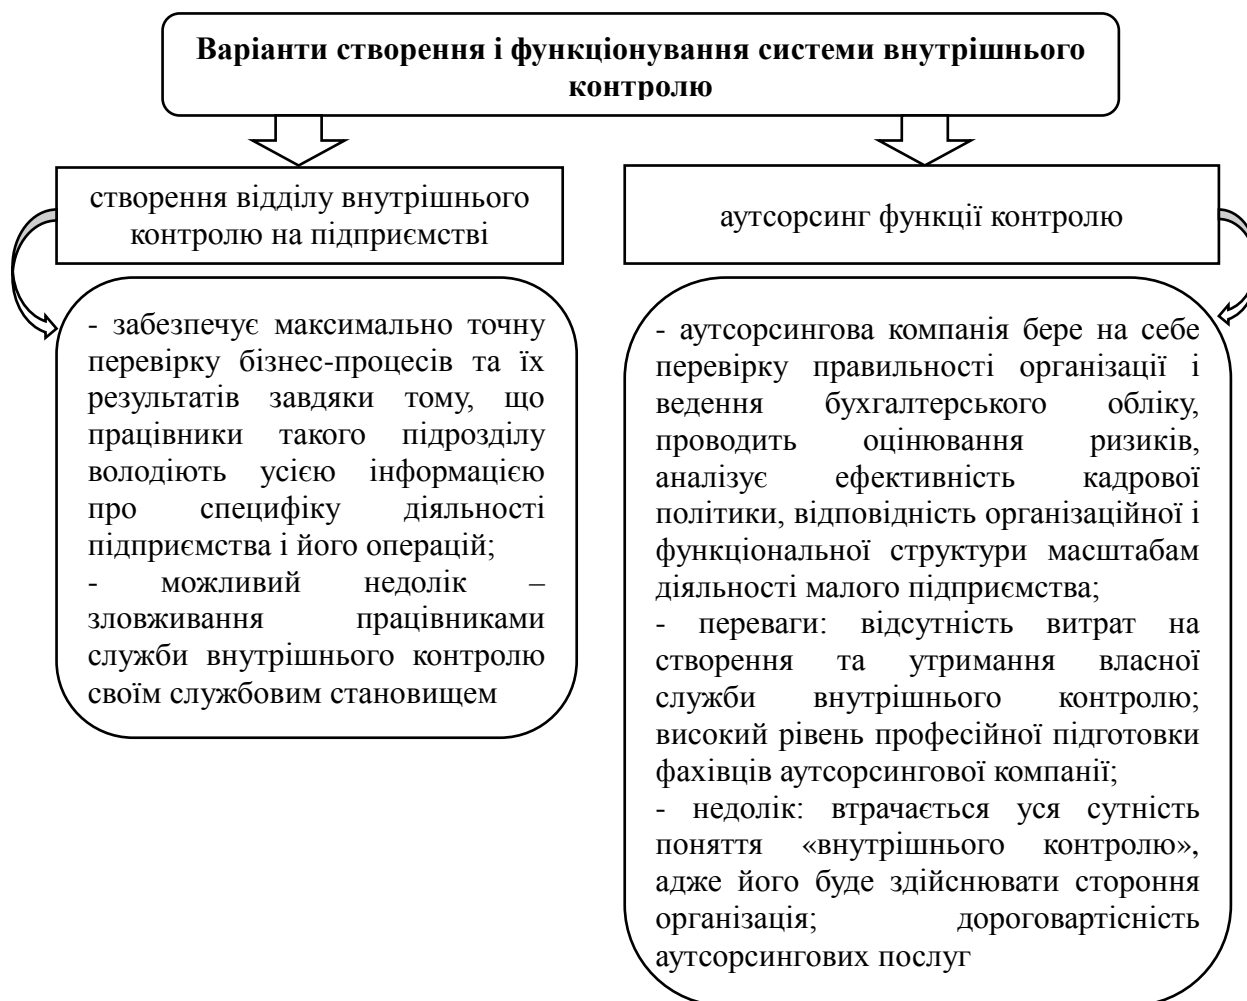 Варіанти створення і функціонування системи внутрішнього
контролю
створення відділу внутрішнього
контролю на підприємстві
- забезпечує максимально точну
перевірку бізнес-процесів та їх
результатів завдяки тому, що
працівники такого підрозділу
володіють усією інформацією
про специфіку діяльності
підприємства і його операцій;
- можливий недолік –
зловживання працівниками
служби внутрішнього контролю
своїм службовим становищем
аутсорсинг функції контролю
- аутсорсингова компанія бере на себе
перевірку правильності організації і
ведення бухгалтерського обліку,
проводить оцінювання ризиків,
аналізує ефективність кадрової
політики, відповідність організаційної і
функціональної структури масштабам
діяльності малого підприємства;
- переваги: відсутність витрат на
створення та утримання власної
служби внутрішнього контролю;
високий рівень професійної підготовки
фахівців аутсорсингової компанії;
- недолік: втрачається уся сутність
поняття «внутрішнього контролю»,
адже його буде здійснювати стороння
організація; дороговартісність
аутсорсингових послуг